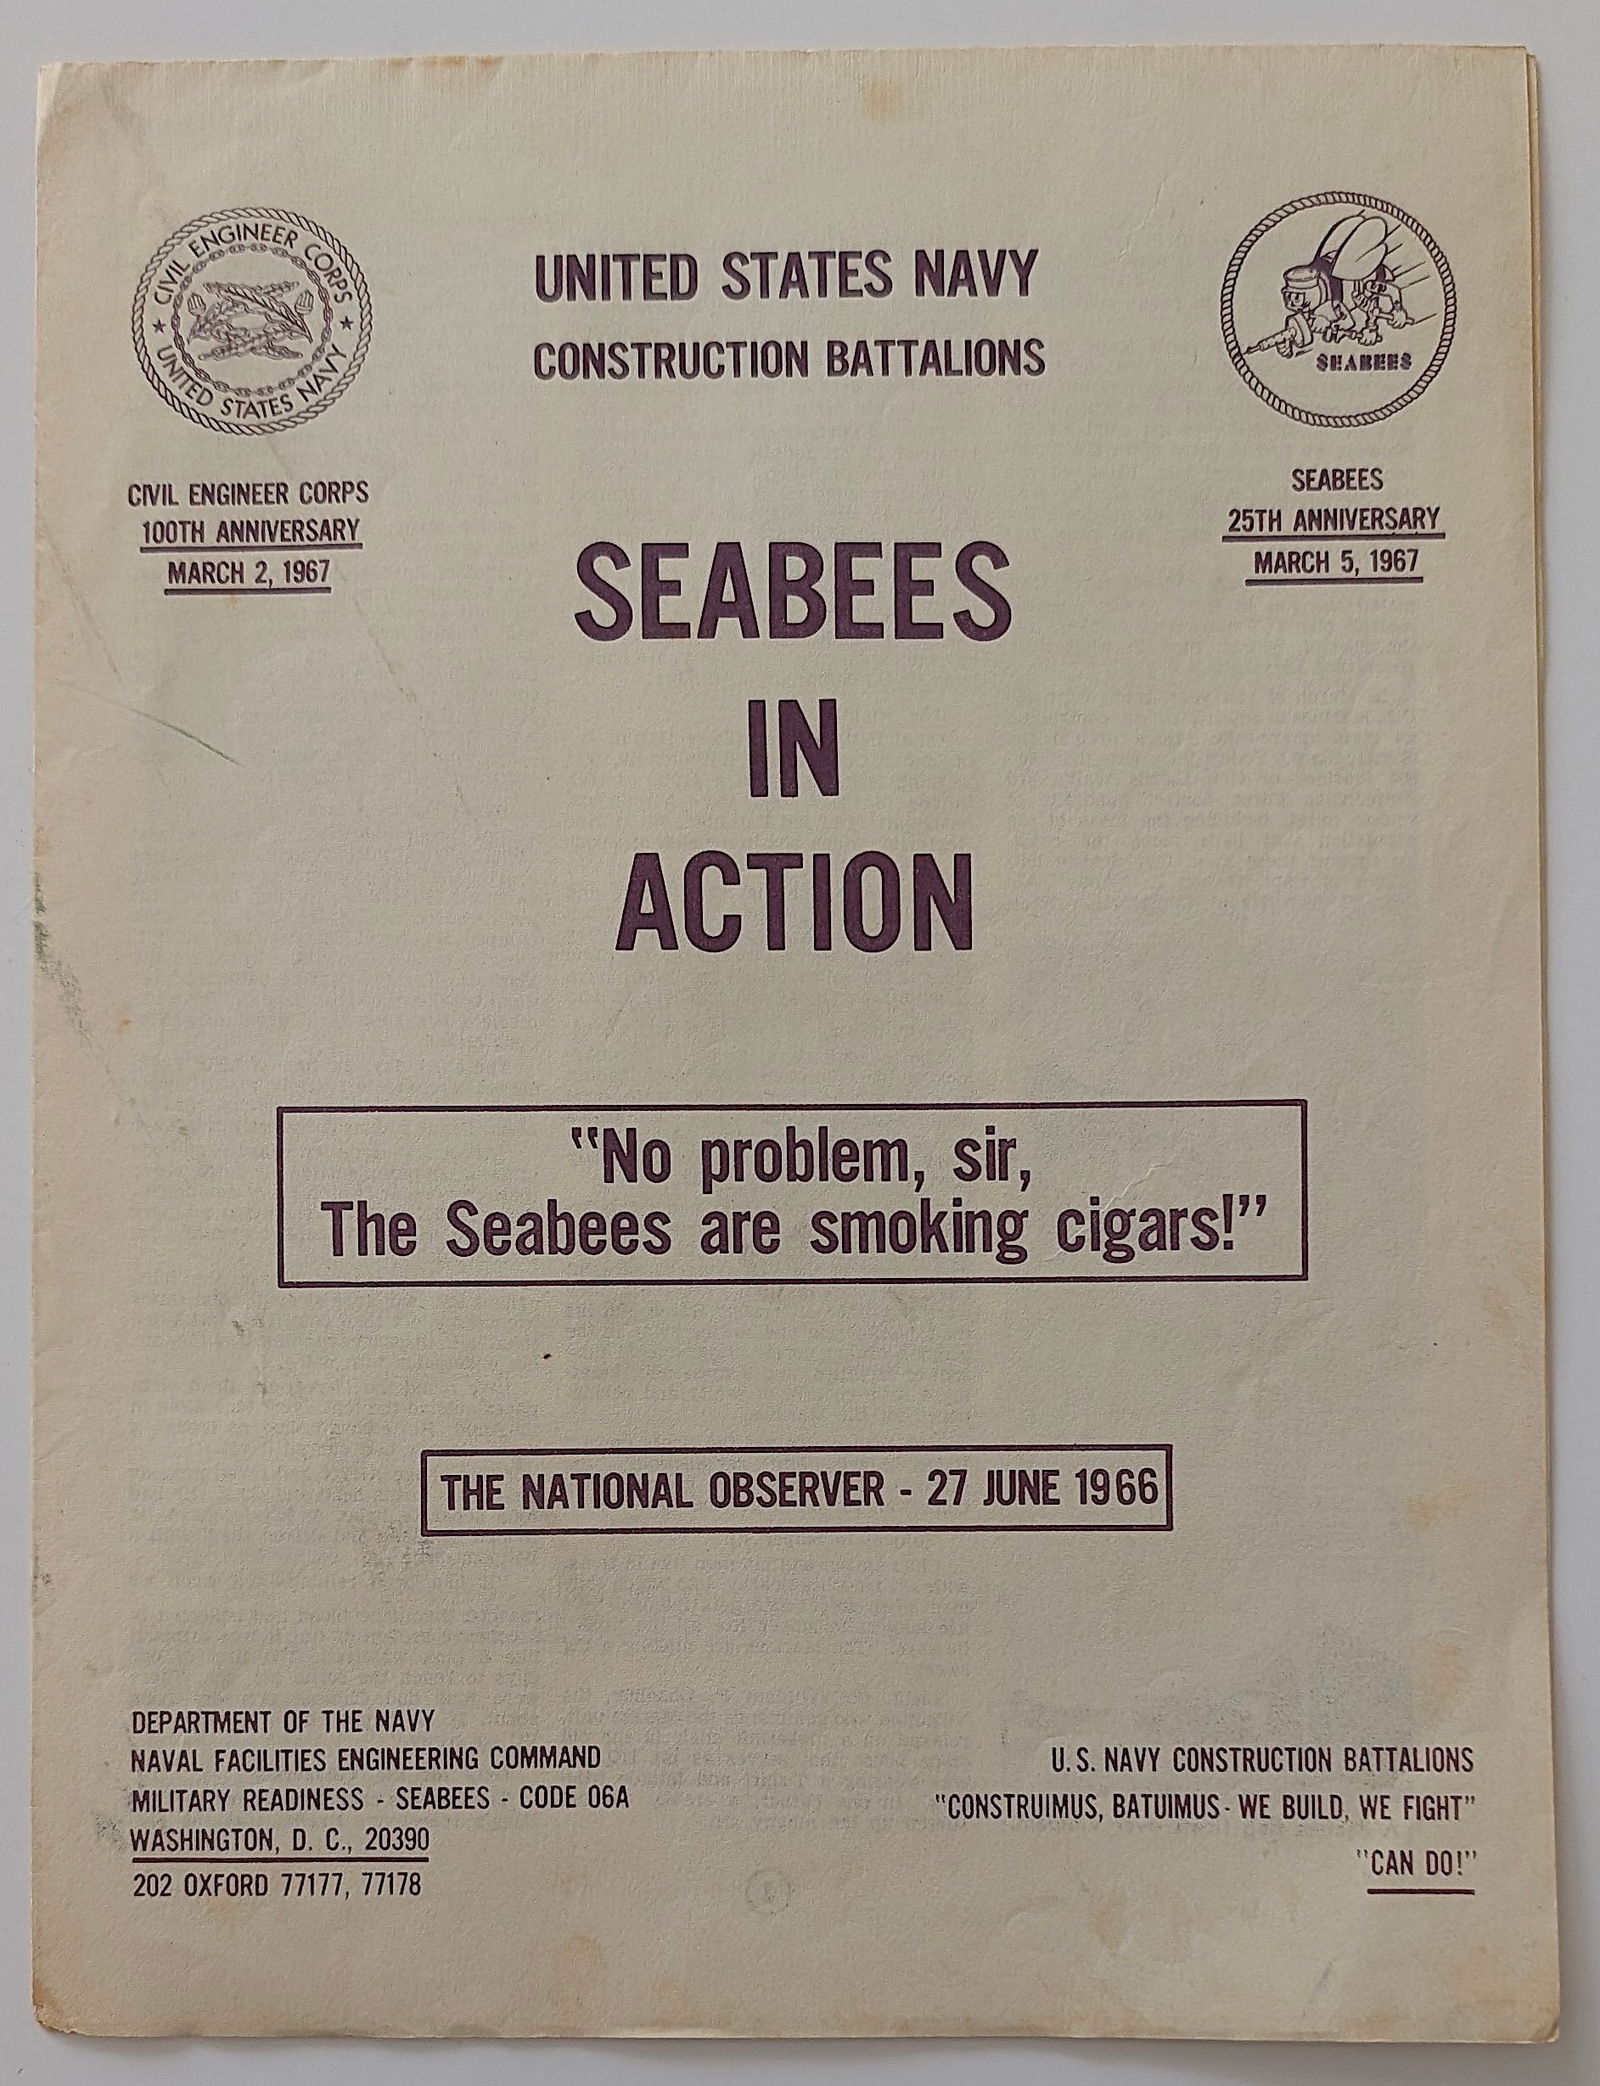 CIVIL ENGINEER CORPS
UNITED STATES NAVY
UNITED STATES NAVY
CONSTRUCTION BATTALIONS
SEABEES
CIVIL ENGINEER CORPS
100TH ANNIVERSARY
MARCH 2, 1967
SEABEES
25TH ANNIVERSARY
MARCH 5, 1967
SEABEES
IN
ACTION
"No problem, sir,
The Seabees are smoking cigars!"
THE NATIONAL OBSERVER - 27 JUNE 1966
DEPARTMENT OF THE NAVY
NAVAL FACILITIES ENGINEERING COMMAND
MILITARY READINESS - SEABEES - CODE 06A
WASHINGTON, D. C., 20390
202 OXFORD 77177, 77178
U.S. NAVY CONSTRUCTION BATTALIONS
"CONSTRUIMUS, BATUIMUS - WE BUILD, WE FIGHT"
"CAN DO!"